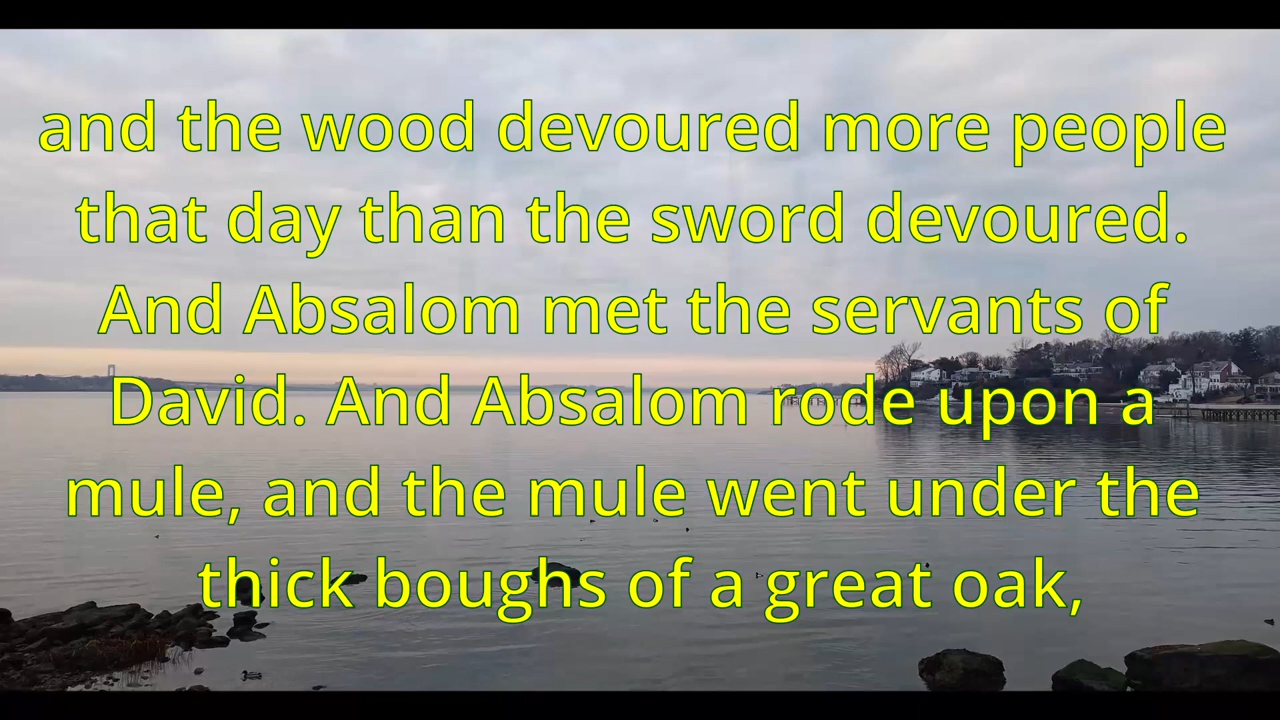 and the wood devoured more people
that day than the sword devoured.
And Absalom met the servants of
David. And Absalom rode upon a
mule, and the mule went under the
thick boughs of a great oak,